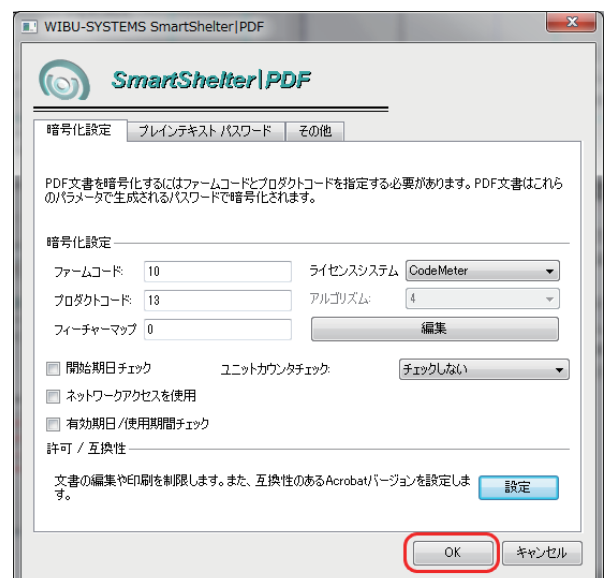 WIBU-SYSTEMS SmartShelter|PDF
SmartShelter|PDF
暗号化設定 プレインテキスト パスワード その他
PDF文書を暗号化するにはファームコードとプロダクトコードを指定する必要があります。PDF文書はこれら
のパラメータで生成されるパスワードで暗号化されます。
暗号化設定
ファームコード: 10 ライセンスシステム CodeMeter
プロダクトコード: 13 アルゴリズム: 4
フィーチャーマップ 0 編集
開始期日チェック ユニットカウンタチェック: チェックしない
ネットワークアクセスを使用
有効期日/使用期間チェック
許可 / 互換性
文書の編集や印刷を制限します。また、互換性のあるAcrobatバージョンを設定しま
す。 設定
OK キャンセル